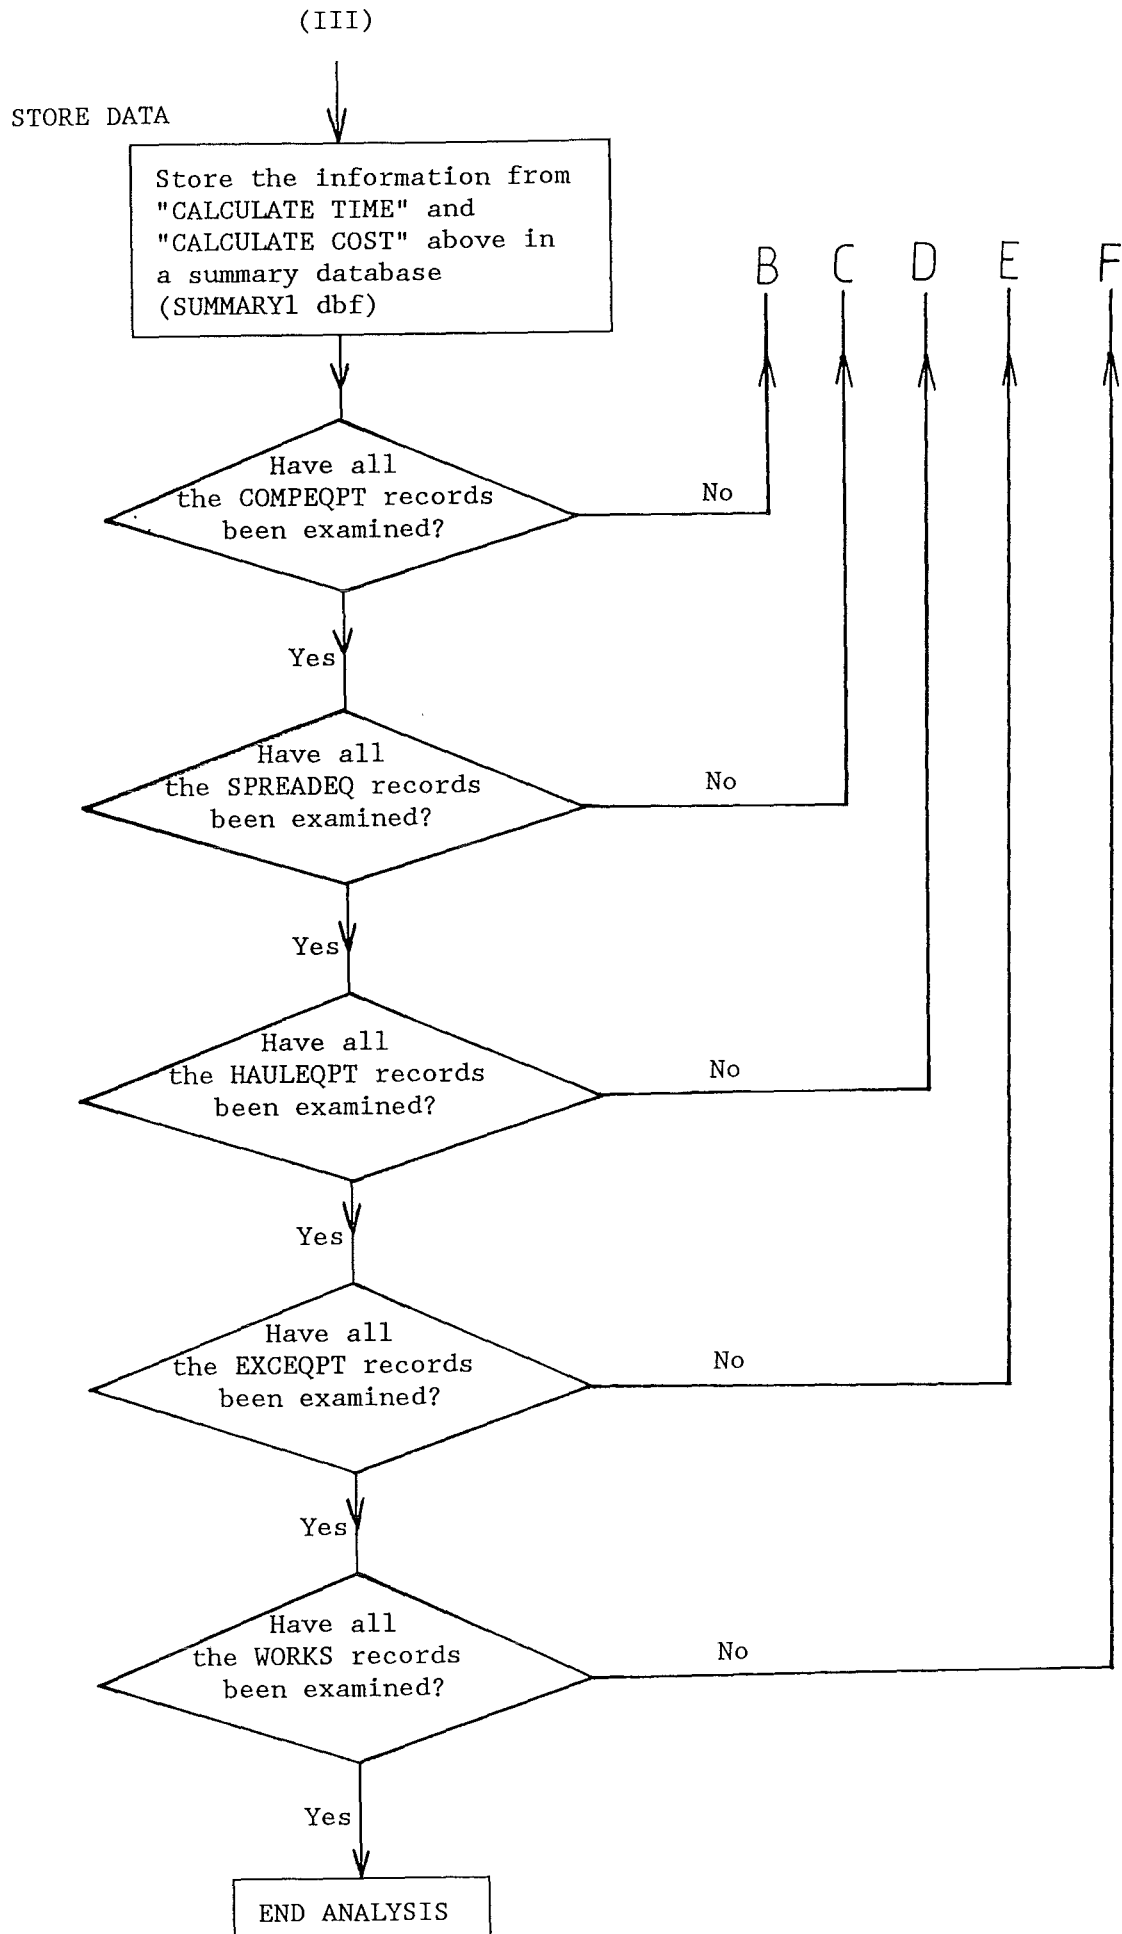 (III)
STORE DATA
Store the information from
"CALCULATE TIME" and
"CALCULATE COST" above in
a summary database
(SUMMARY1 dbf)
B C D E F
Have all
the COMPEQPT records
been examined?
No
Yes
Have all
the SPREADEQ records
been examined?
No
Yes
Have all
the HAULEQPT records
been examined?
No
Yes
Have all
the EXCEQPT records
been examined?
No
Yes
Have all
the WORKS records
been examined?
No
Yes
END ANALYSIS